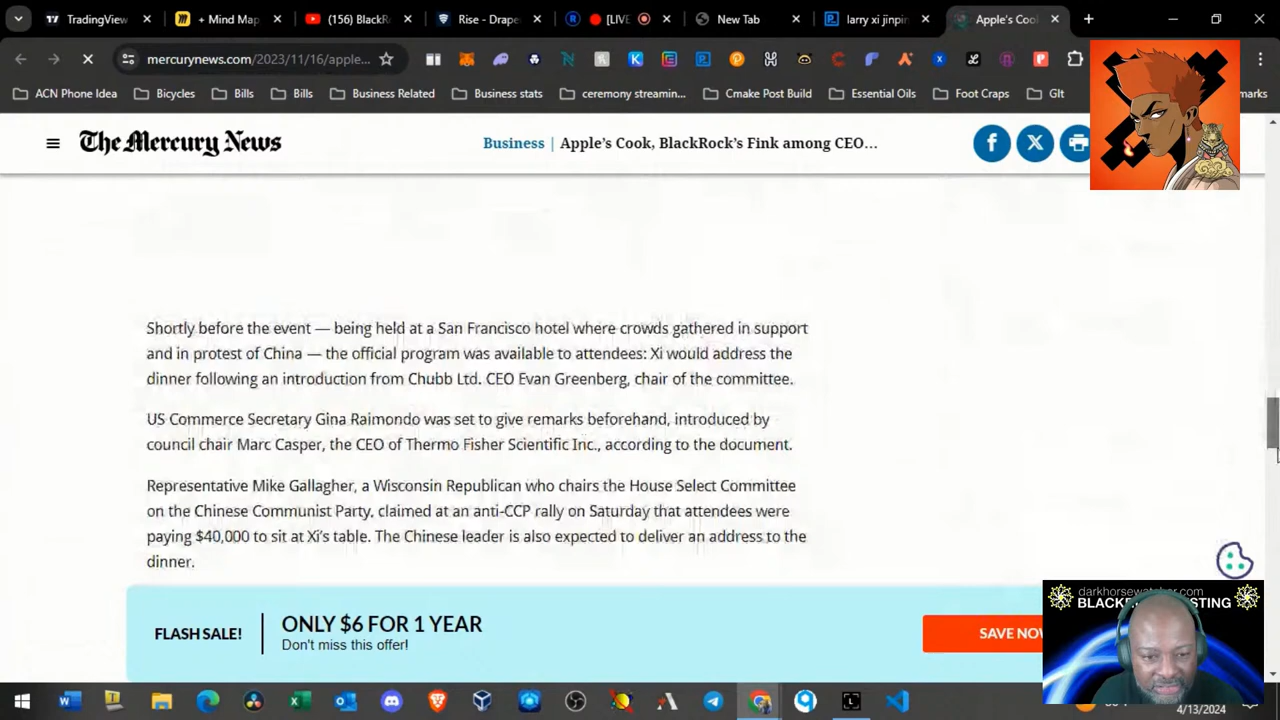 TradingView
+ Mind Map
(156) BlackR
Rise - Drape
[LIVE
New Tab
larry xi jinpin
Apple's Cook
mercurynews.com/2023/11/16/apple...
ACN Phone Idea
Bicycles
Bills
Bills
Business Related
Business stats
ceremony streamin...
Cmake Post Build
Essential Oils
Foot Craps
GIt
The Mercury News
Business | Apple's Cook, BlackRock's Fink among CEO...
Shortly before the event — being held at a San Francisco hotel where crowds gathered in support
and in protest of China — the official program was available to attendees: Xi would address the
dinner following an introduction from Chubb Ltd. CEO Evan Greenberg, chair of the committee.
US Commerce Secretary Gina Raimondo was set to give remarks beforehand, introduced by
council chair Marc Casper, the CEO of Thermo Fisher Scientific Inc., according to the document.
Representative Mike Gallagher, a Wisconsin Republican who chairs the House Select Committee
on the Chinese Communist Party, claimed at an anti-CCP rally on Saturday that attendees were
paying $40,000 to sit at Xi's table. The Chinese leader is also expected to deliver an address to the
dinner.
FLASH SALE!
ONLY $6 FOR 1 YEAR
Don't miss this offer!
SAVE NOW
darkhorsewatcher.com
4/13/2024